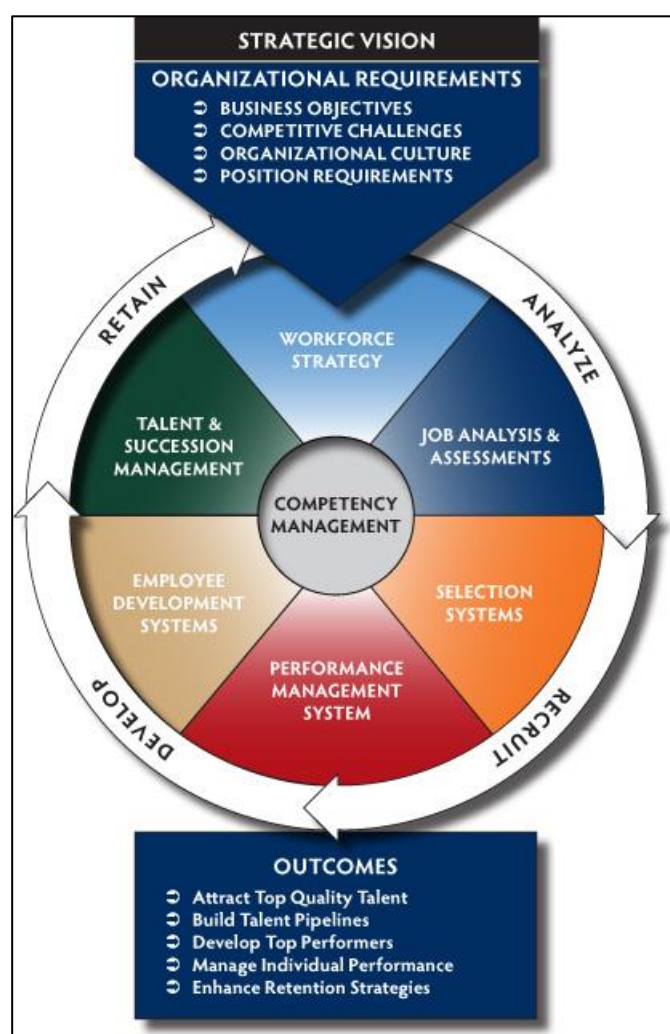 STRATEGIC VISION
ORGANIZATIONAL REQUIREMENTS
➲ BUSINESS OBJECTIVES
➲ COMPETITIVE CHALLENGES
➲ ORGANIZATIONAL CULTURE
➲ POSITION REQUIREMENTS
RETAIN
ANALYZE
WORKFORCE
STRATEGY
TALENT &
SUCCESSION
MANAGEMENT
JOB ANALYSIS &
ASSESSMENTS
COMPETENCY
MANAGEMENT
EMPLOYEE
DEVELOPMENT
SYSTEMS
SELECTION
SYSTEMS
PERFORMANCE
MANAGEMENT
SYSTEM
DEVELOP
RECRUIT
OUTCOMES
➲ Attract Top Quality Talent
➲ Build Talent Pipelines
➲ Develop Top Performers
➲ Manage Individual Performance
➲ Enhance Retention Strategies